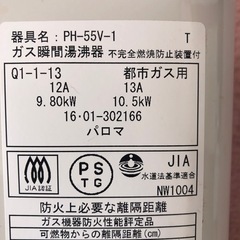 器具名:PH-55V-1 T
ガス瞬間湯沸器 不完全燃焼防止装置付
Q1-1-13 都市ガス用
12A 13A
9.80kW 10.5kW
16·01-302166
パロマ
JIA認証 PS TG JIA
水道法基準適合
NW1004
防火上必要な離隔距離
ガス機器防火性能評定品
可燃物からの離隔距離(cm)